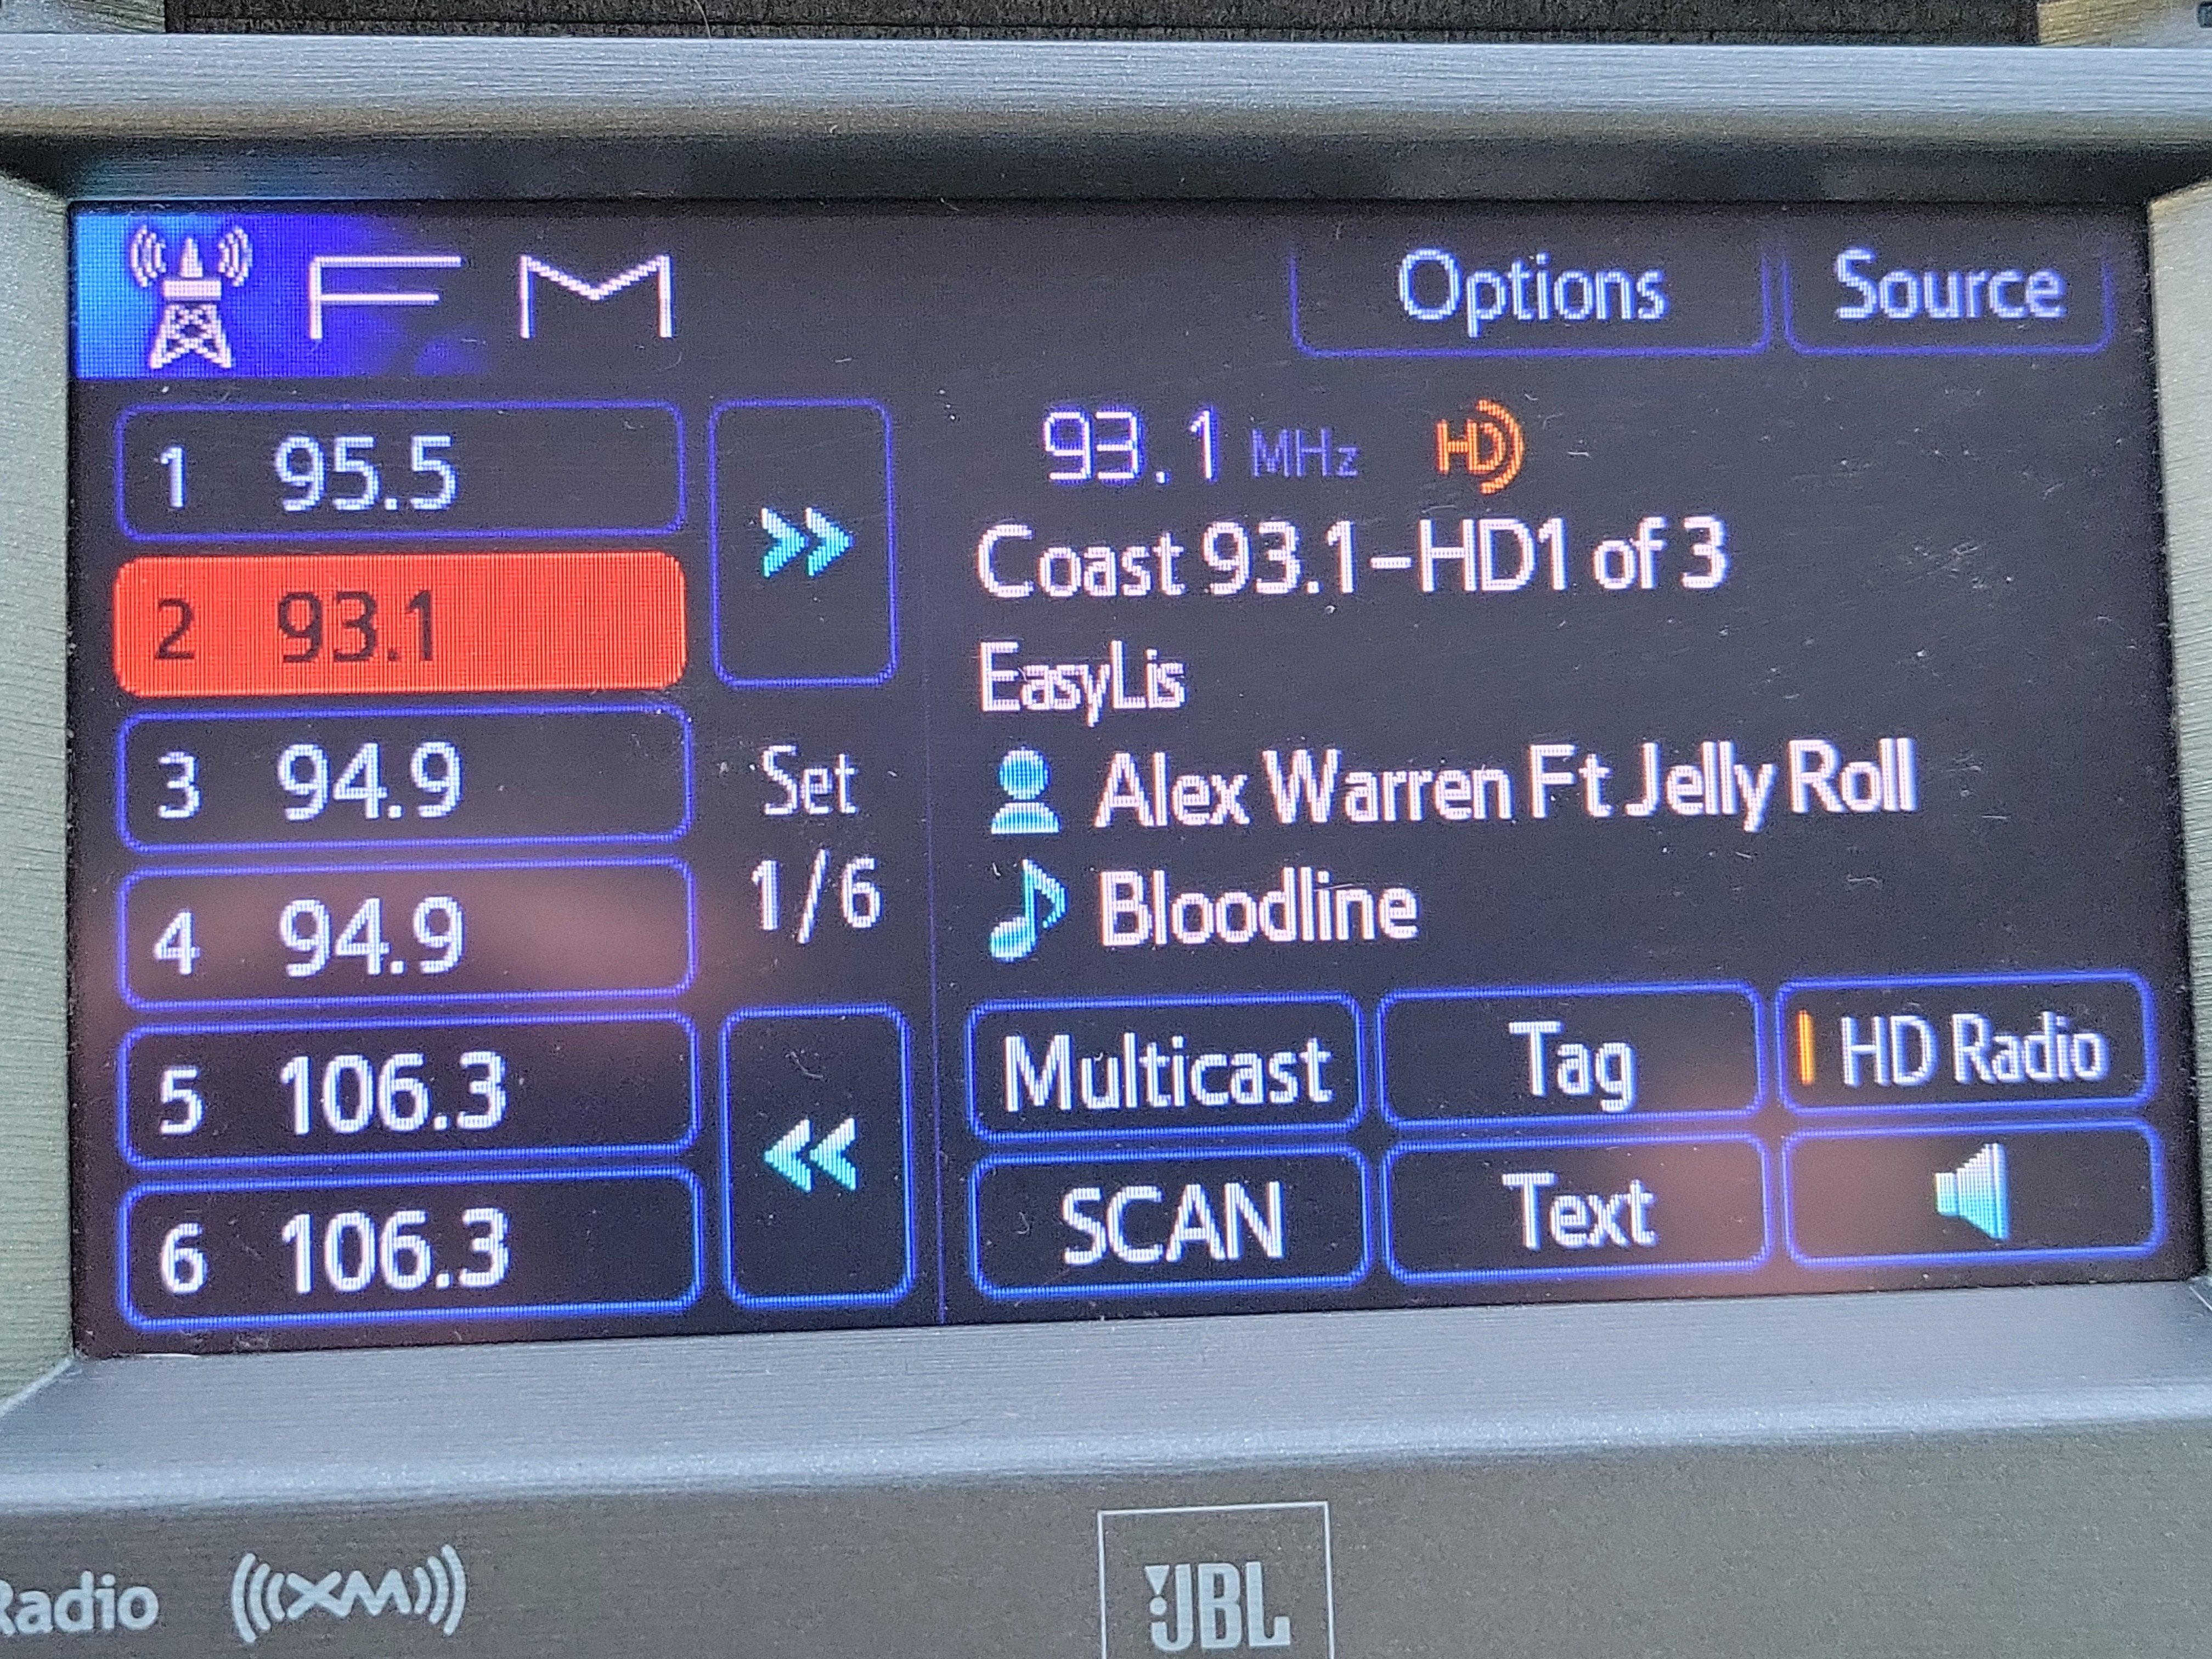 FM
Options
Source
1 95.5
2 93.1
3 94.9
4 94.9
5 106.3
6 106.3
Set
1/6
93.1 MHz HD
Coast 93.1-HD1 of 3
EasyLis
Alex Warren Ft Jelly Roll
Bloodline
Multicast
Tag
HD Radio
SCAN
Text
Radio
XM
JBL